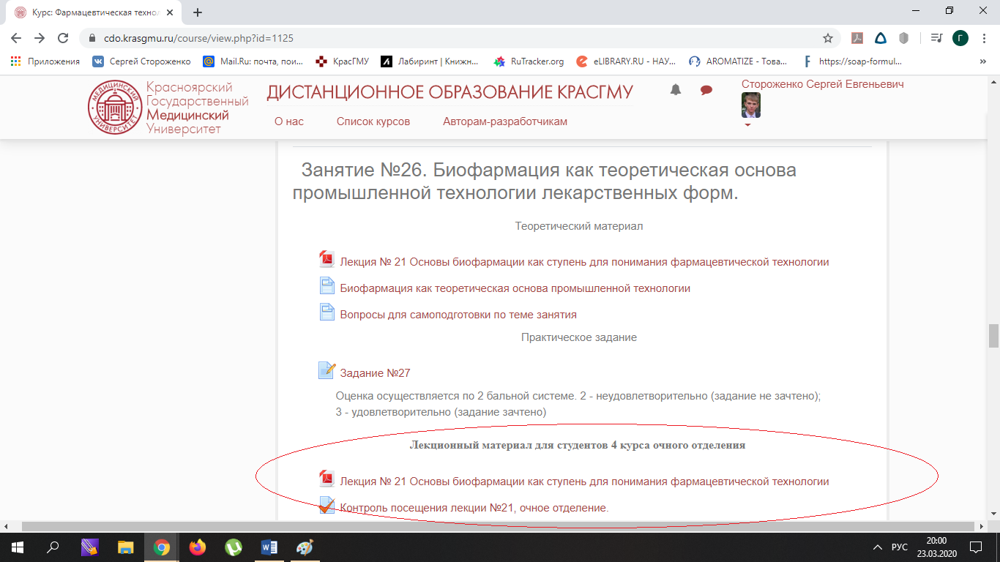 Курс: Фармацевтическая технол
cdo.krasgmu.ru/course/view.php?id=1125
Г
Приложения
Сергей Стороженко
Mail.Ru: почта, пои...
КрасГМУ
Лабиринт | Книжн...
RuTracker.org
eLIBRARY.RU - НАУ...
AROMATIZE - Това...
https://soap-formul...
»
МЕДИЦИНСКИЙ УНИВЕРСИТЕТ
Красноярский
Государственный
Медицинский
Университет
ДИСТАНЦИОННОЕ ОБРАЗОВАНИЕ КРАСГМУ
О нас
Список курсов
Авторам-разработчикам
Стороженко Сергей Евгеньевич
Занятие №26. Биофармация как теоретическая основа
промышленной технологии лекарственных форм.
Теоретический материал
Лекция № 21 Основы биофармации как ступень для понимания фармацевтической технологии
Биофармация как теоретическая основа промышленной технологии
Вопросы для самоподготовки по теме занятия
Практическое задание
Задание №27
Оценка осуществляется по 2 бальной системе. 2 - неудовлетворительно (задание не зачтено);
3 - удовлетворительно (задание зачтено)
Лекционный материал для студентов 4 курса очного отделения
Лекция № 21 Основы биофармации как ступень для понимания фармацевтической технологии
Контроль посещения лекции №21, очное отделение.
РУС
20:00
23.03.2020